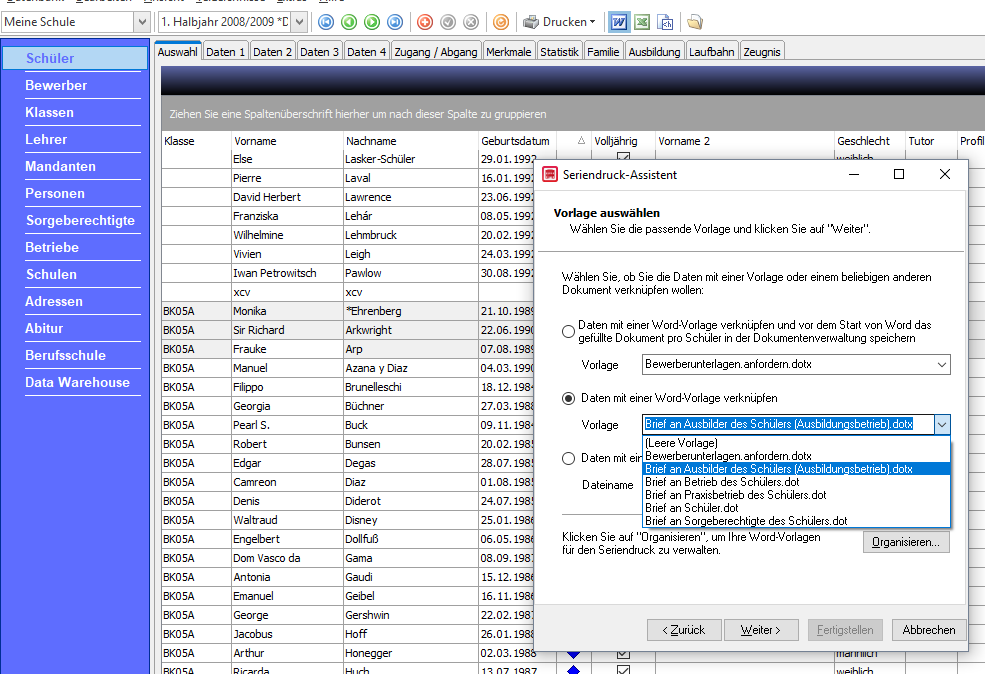 Meine Schule
1. Halbjahr 2008/2009 *D
Drucken
Schüler
Bewerber
Klassen
Lehrer
Mandanten
Personen
Sorgeberechtigte
Betriebe
Schulen
Adressen
Abitur
Berufsschule
Data Warehouse
Auswahl Daten 1 Daten 2 Daten 3 Daten 4 Zugang / Abgang Merkmale Statistik Familie Ausbildung Laufbahn Zeugnis
Ziehen Sie eine Spaltenüberschrift hierher um nach dieser Spalte zu gruppieren
Klasse Vorname Nachname Geburtsdatum Volljährig Vorname 2 Geschlecht Tutor Profil
Else Lasker-Schüler 29.01.1992 weiblich
Pierre Laval 16.01.1992
David Herbert Lawrence 23.06.1992
Franziska Lehár 08.05.1992
Wilhelmine Lehmbruck 20.02.1992
Vivien Leigh 24.03.1992
Iwan Petrowitsch Pawlow 30.08.1992
xcv xcv
BK05A Monika *Ehrenberg 21.10.1989
BK05A Sir Richard Arkwright 22.06.1990
BK05A Frauke Arp 07.08.1989
BK05A Manuel Azana y Diaz 04.03.1990
BK05A Filippo Brunelleschi 18.12.1984
BK05A Georgia Büchner 27.03.1988
BK05A Pearl S. Buck 09.11.1984
BK05A Robert Bunsen 20.02.1985
BK05A Edgar Degas 28.07.1985
BK05A Camreon Diaz 01.08.1985
BK05A Denis Diderot 24.07.1985
BK05A Waltraud Disney 25.01.1986
BK05A Engelbert Dollfuß 06.05.1986
BK05A Dom Vasco da Gama 08.09.1987
BK05A Antonia Gaudi 15.12.1986
BK05A Emanuel Geibel 16.11.1986
BK05A George Gershwin 22.02.1987
BK05A Jacobus Hoff 26.01.1988
BK05A Arthur Honegger 02.03.1988 männlich
BK05A Ricarda Huch 13.07.1987 weiblich
Seriendruck-Assistent
Vorlage auswählen
Wählen Sie die passende Vorlage und klicken Sie auf "Weiter".
Wählen Sie, ob Sie die Daten mit einer Vorlage oder einem beliebigen anderen
Dokument verknüpfen wollen:
Daten mit einer Word-Vorlage verknüpfen und vor dem Start von Word das
gefüllte Dokument pro Schüler in der Dokumentenverwaltung speichern
Vorlage Bewerberunterlagen.anfordern.dotx
Daten mit einer Word-Vorlage verknüpfen
Vorlage Brief an Ausbilder des Schülers (Ausbildungsbetrieb).dotx
(Leere Vorlage)
Bewerberunterlagen.anfordern.dotx
Brief an Ausbilder des Schülers (Ausbildungsbetrieb).dotx
Brief an Betrieb des Schülers.dot
Brief an Praxisbetrieb des Schülers.dot
Brief an Schüler.dot
Brief an Sorgeberechtigte des Schülers.dot
Daten mit ein
Dateiname
Klicken Sie auf "Organisieren", um Ihre Word-Vorlagen
für den Seriendruck zu verwalten.
Organisieren...
< Zurück Weiter > Fertigstellen Abbrechen